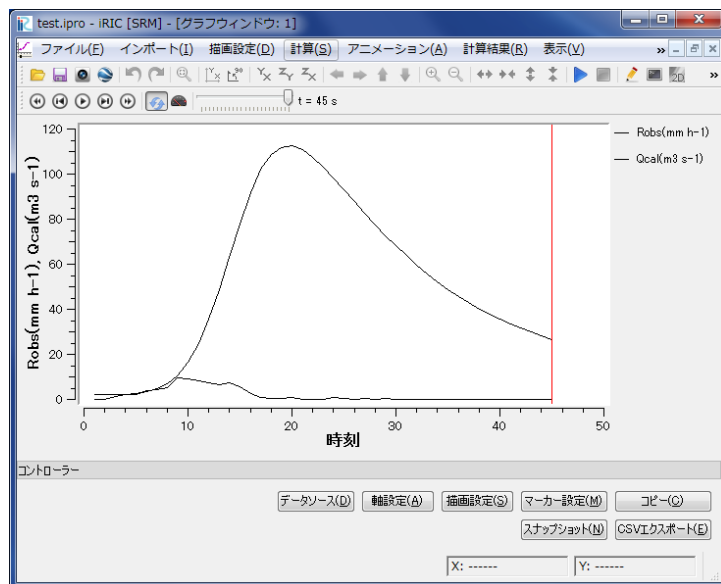 test.ipro - iRIC [SRM] - [グラフウィンドウ: 1]
ファイル(F) インポート(I) 描画設定(D) 計算(S) アニメーション(A) 計算結果(R) 表示(V) »
»
t = 45 s
120
100
80
60
40
20
0
Robs(mm h-1), Qcal(m3 s-1)
Robs(mm h-1)
Qcal(m3 s-1)
0 10 20 30 40 50
時刻
コントローラー
データソース(D) 軸設定(A) 描画設定(S) マーカー設定(M) コピー(C)
スナップショット(N) CSVエクスポート(E)
X: ------ Y: ------